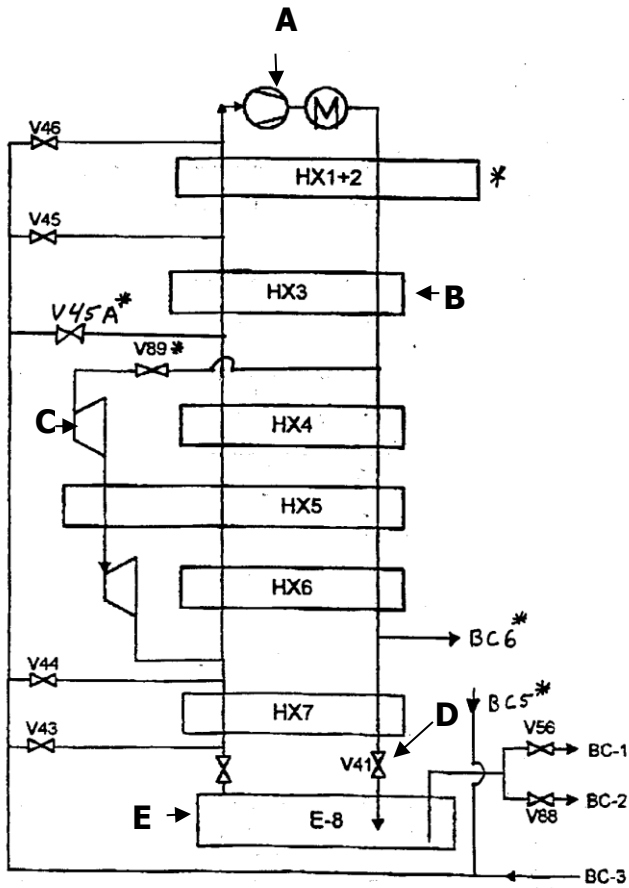 A
M
V46
HX1+2 *
V45
HX3
B
V45A*
V89*
C
HX4
HX5
HX6
BC6*
V44
HX7
BC5*
D
V43
V41
V56
BC-1
E
E-8
V88
BC-2
BC-3